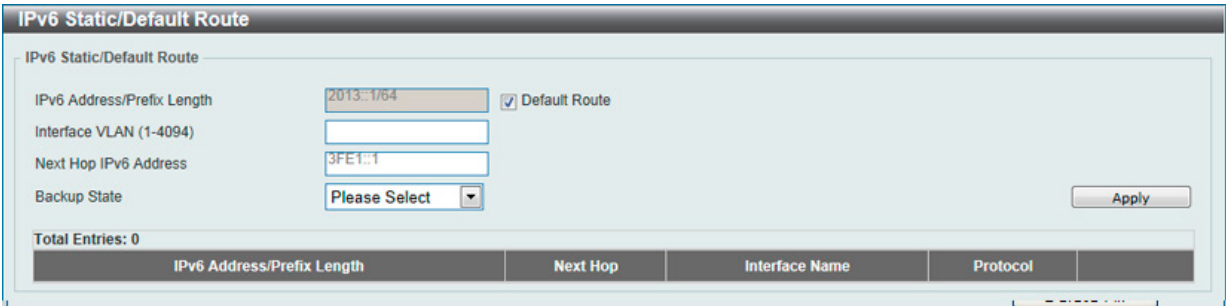 IPv6 Static/Default Route
IPv6 Static/Default Route
IPv6 Address/Prefix Length 2013::1/64 Default Route
Interface VLAN (1-4094)
Next Hop IPv6 Address 3FE1::1
Backup State Please Select Apply
Total Entries: 0
IPv6 Address/Prefix Length Next Hop Interface Name Protocol